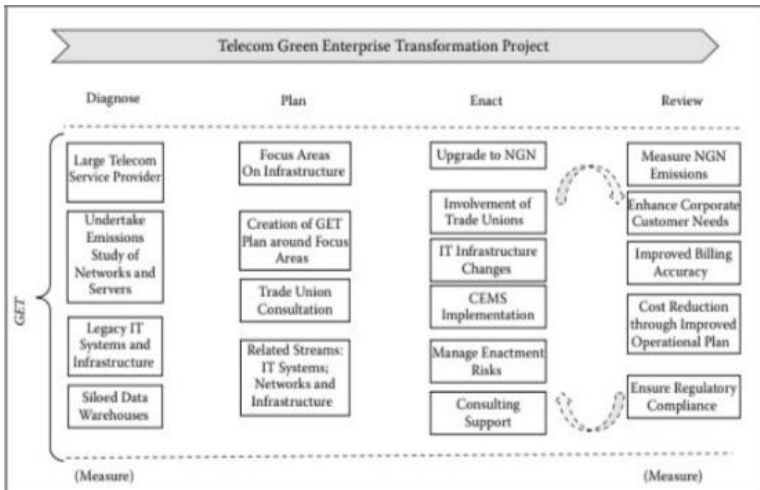 Telecom Green Enterprise Transformation Project
Diagnose
Plan
Enact
Review
GET
Large Telecom
Service Provider
Undertake
Emissions
Study of
Networks and
Servers
Legacy IT
Systems and
Infrastructure
Siloed Data
Warehouses
(Measure)
Focus Areas
On Infrastructure
Creation of GET
Plan around Focus
Areas
Trade Union
Consultation
Related Streams:
IT Systems;
Networks and
Infrastructure
Upgrade to NGN
Involvement of
Trade Unions
IT Infrastructure
Changes
CEMS
Implementation
Manage Enactment
Risks
Consulting
Support
Measure NGN
Emissions
Enhance Corporate
Customer Needs
Improved Billing
Accuracy
Cost Reduction
through Improved
Operational Plan
Ensure Regulatory
Compliance
(Measure)